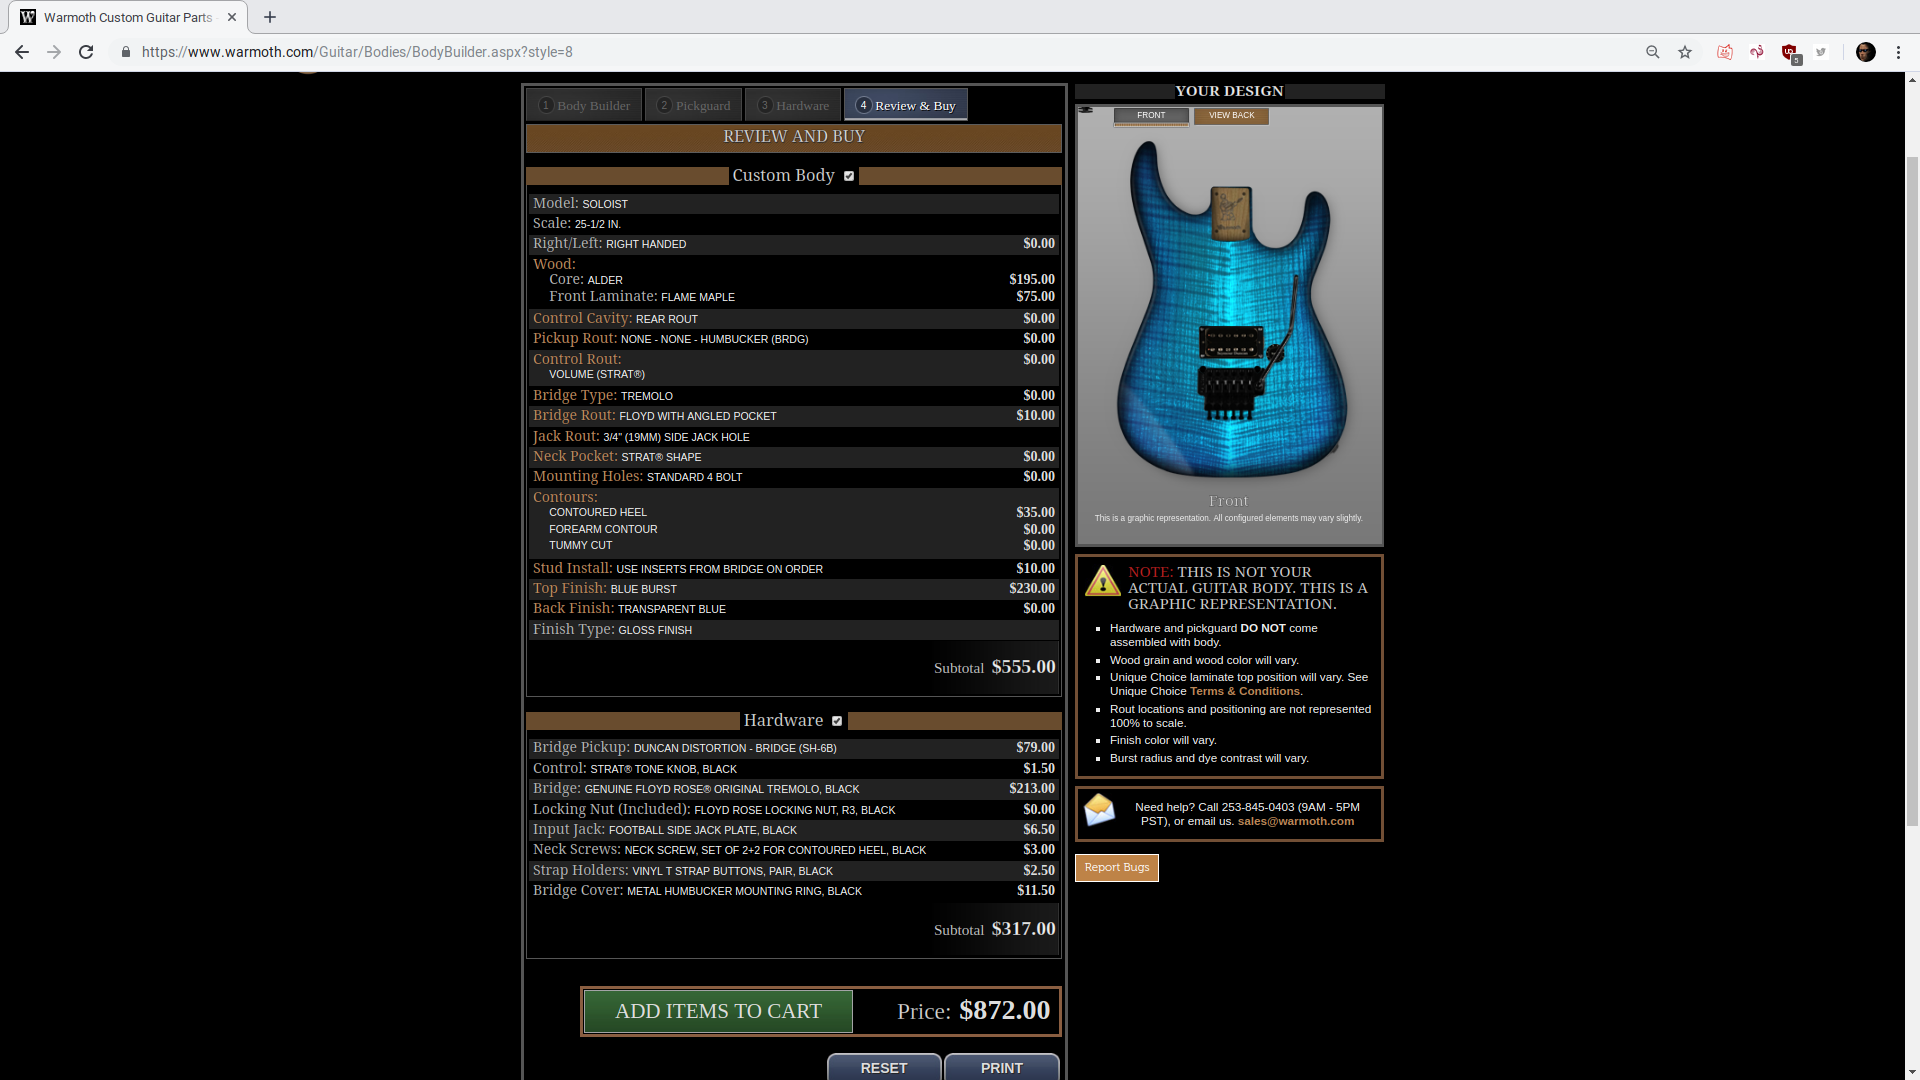 Warmoth Custom Guitar Parts
https://www.warmoth.com/Guitar/Bodies/BodyBuilder.aspx?style=8
5
1 Body Builder
2 Pickguard
3 Hardware
4 Review & Buy
REVIEW AND BUY
Custom Body
Model: SOLOIST
Scale: 25-1/2 IN.
Right/Left: RIGHT HANDED $0.00
Wood:
Core: ALDER $195.00
Front Laminate: FLAME MAPLE $75.00
Control Cavity: REAR ROUT $0.00
Pickup Rout: NONE - NONE - HUMBUCKER (BRDG) $0.00
Control Rout: $0.00
VOLUME (STRAT®)
Bridge Type: TREMOLO $0.00
Bridge Rout: FLOYD WITH ANGLED POCKET $10.00
Jack Rout: 3/4" (19MM) SIDE JACK HOLE
Neck Pocket: STRAT® SHAPE $0.00
Mounting Holes: STANDARD 4 BOLT $0.00
Contours:
CONTOURED HEEL $35.00
FOREARM CONTOUR $0.00
TUMMY CUT $0.00
Stud Install: USE INSERTS FROM BRIDGE ON ORDER $10.00
Top Finish: BLUE BURST $230.00
Back Finish: TRANSPARENT BLUE $0.00
Finish Type: GLOSS FINISH
Subtotal $555.00
Hardware
Bridge Pickup: DUNCAN DISTORTION - BRIDGE (SH-6B) $79.00
Control: STRAT® TONE KNOB, BLACK $1.50
Bridge: GENUINE FLOYD ROSE® ORIGINAL TREMOLO, BLACK $213.00
Locking Nut (Included): FLOYD ROSE LOCKING NUT, R3, BLACK $0.00
Input Jack: FOOTBALL SIDE JACK PLATE, BLACK $6.50
Neck Screws: NECK SCREW, SET OF 2+2 FOR CONTOURED HEEL, BLACK $3.00
Strap Holders: VINYL T STRAP BUTTONS, PAIR, BLACK $2.50
Bridge Cover: METAL HUMBUCKER MOUNTING RING, BLACK $11.50
Subtotal $317.00
ADD ITEMS TO CART
Price: $872.00
RESET
PRINT
YOUR DESIGN
FRONT
VIEW BACK
Front
This is a graphic representation. All configured elements may vary slightly.
NOTE: THIS IS NOT YOUR
ACTUAL GUITAR BODY. THIS IS A
GRAPHIC REPRESENTATION.
Hardware and pickguard DO NOT come
assembled with body.
Wood grain and wood color will vary.
Unique Choice laminate top position will vary. See
Unique Choice Terms & Conditions.
Rout locations and positioning are not represented
100% to scale.
Finish color will vary.
Burst radius and dye contrast will vary.
Need help? Call 253-845-0403 (9AM - 5PM
PST), or email us. sales@warmoth.com
Report Bugs